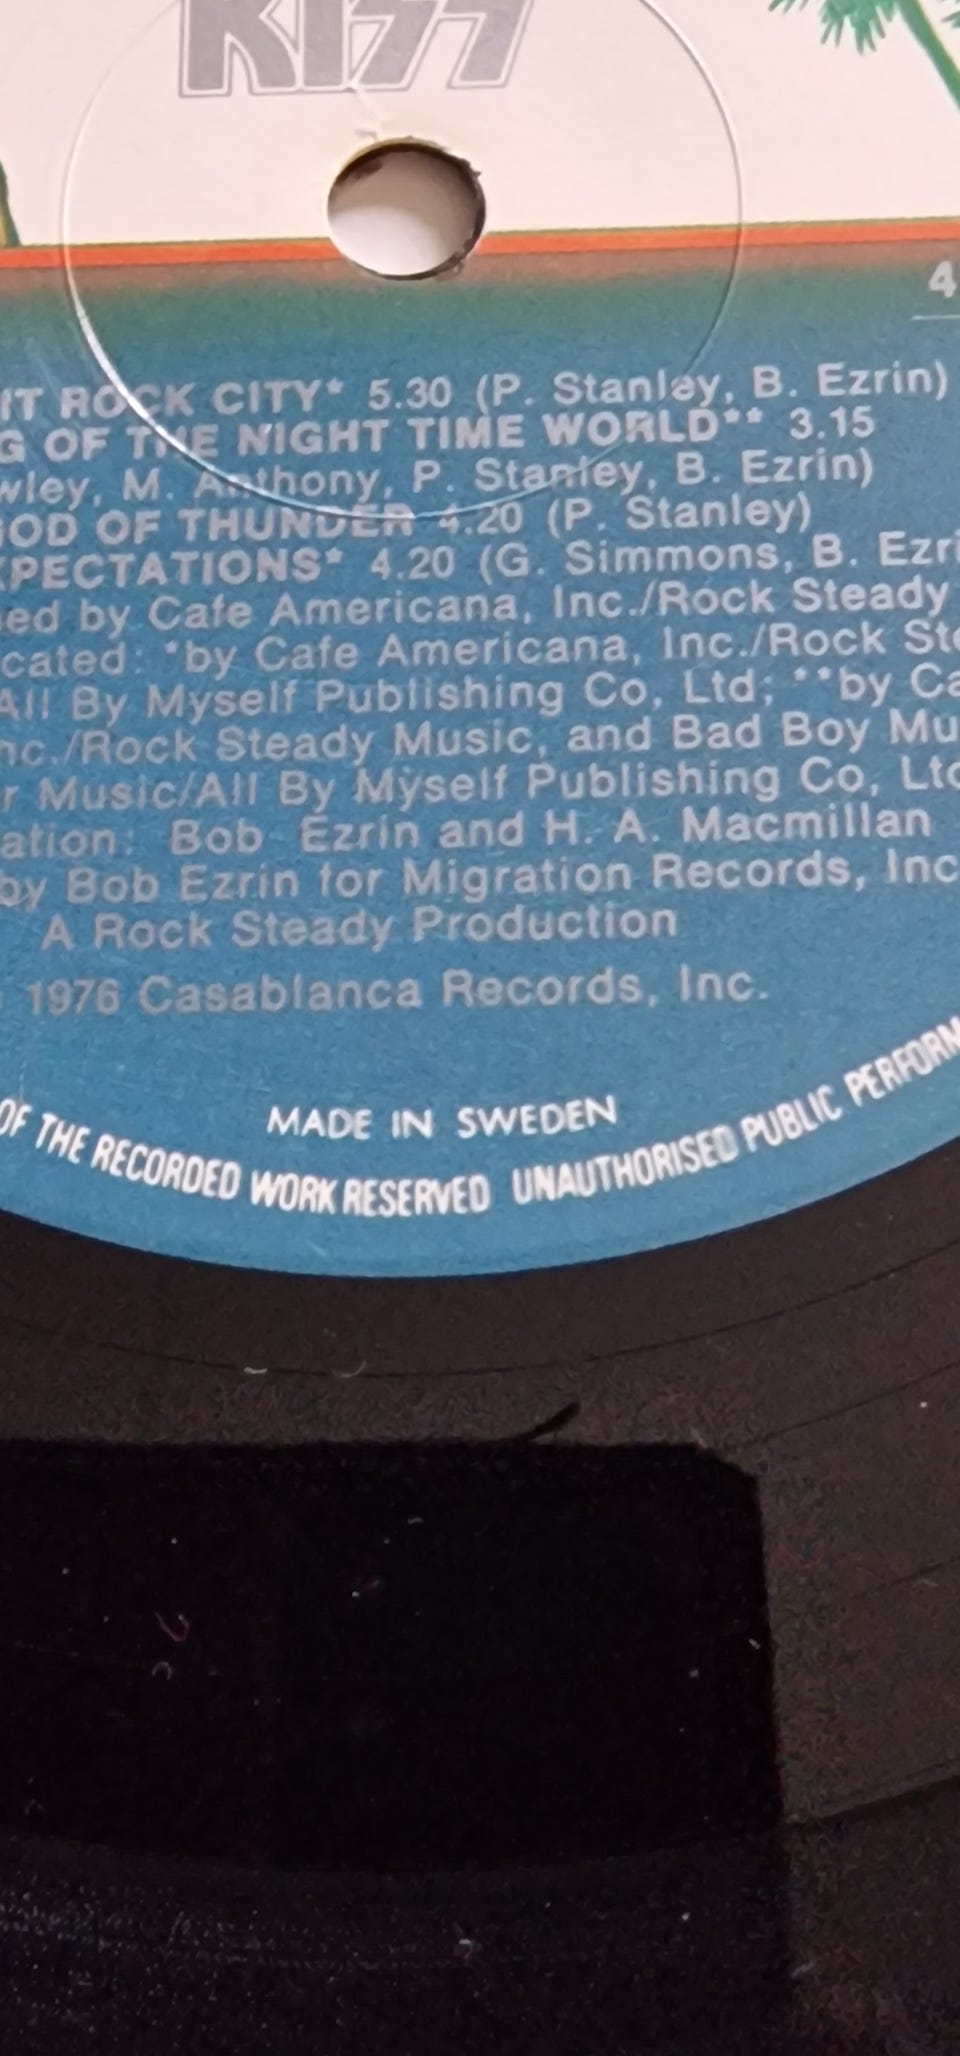 KISS
4
IT ROCK CITY* 5.30 (P. Stanley, B. Ezrin)
G OF THE NIGHT TIME WORLD** 3.15
wley, M. Anthony, P. Stanley, B. Ezrin)
OD OF THUNDER 4.20 (P. Stanley)
XPECTATIONS* 4.20 (G. Simmons, B. Ezri
ed by Cafe Americana, Inc./Rock Steady
cated: *by Cafe Americana, Inc./Rock Ste
All By Myself Publishing Co, Ltd; **by Ca
nc./Rock Steady Music, and Bad Boy Mu
r Music/All By Myself Publishing Co, Ltd
ation: Bob Ezrin and H. A. Macmillan
by Bob Ezrin for Migration Records, Inc
A Rock Steady Production
1976 Casablanca Records, Inc.
MADE IN SWEDEN
OF THE RECORDED WORK RESERVED UNAUTHORISED PUBLIC PERFORM